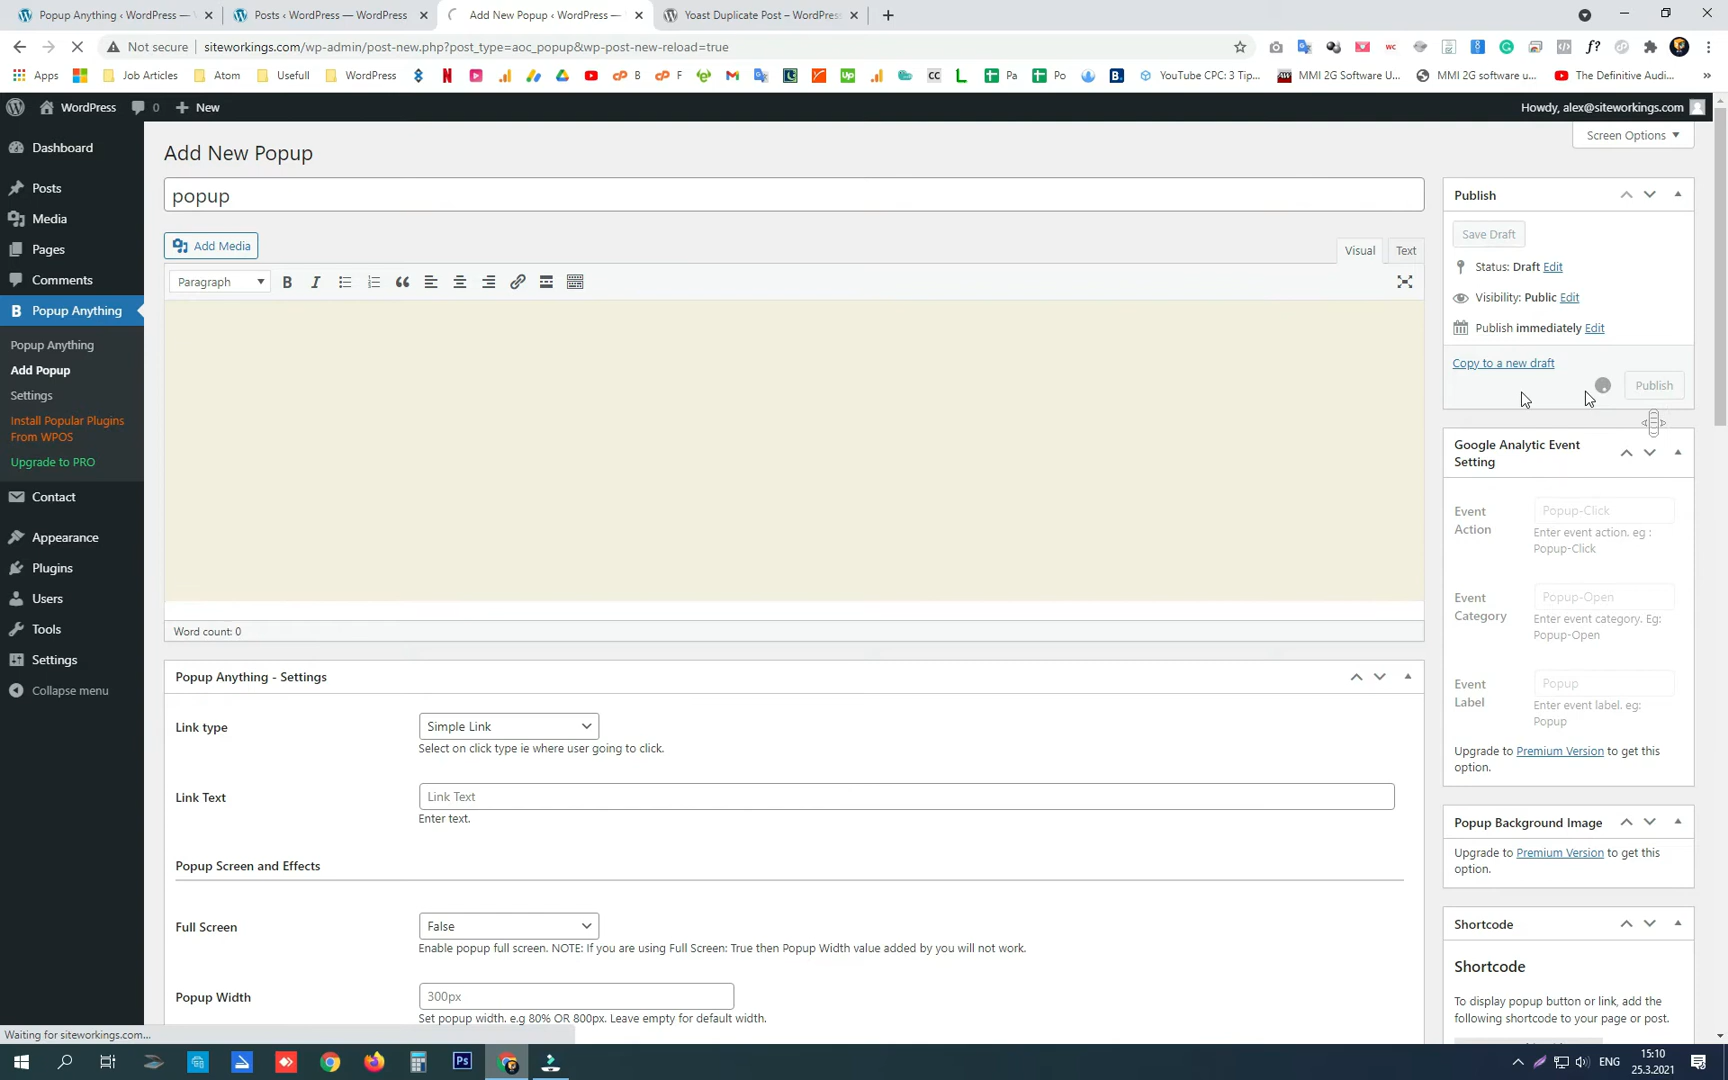 Popup Anything ‹ WordPress —
Posts ‹ WordPress — WordPress
Add New Popup ‹ WordPress —
Yoast Duplicate Post – WordPress
Not secure
siteworkings.com/wp-admin/post-new.php?post_type=aoc_popup&wp-post-new-reload=true
Apps
Job Articles
Atom
Usefull
WordPress
B
F
Pa
Po
YouTube CPC: 3 Tip...
MMI 2G Software U...
MMI 2G software u...
The Definitive Audi...
WordPress
0
New
Howdy, alex@siteworkings.com
Dashboard
Posts
Media
Pages
Comments
Popup Anything
Popup Anything
Add Popup
Settings
Install Popular Plugins
From WPOS
Upgrade to PRO
Contact
Appearance
Plugins
Users
Tools
Settings
Collapse menu
Screen Options
Add New Popup
popup
Add Media
Visual
Text
Paragraph
Word count: 0
Popup Anything - Settings
Link type
Simple Link
Select on click type ie where user going to click.
Link Text
Link Text
Enter text.
Popup Screen and Effects
Full Screen
False
Enable popup full screen. NOTE: If you are using Full Screen: True then Popup Width value added by you will not work.
Popup Width
300px
Set popup width. e.g 80% OR 800px. Leave empty for default width.
Publish
Save Draft
Status: Draft Edit
Visibility: Public Edit
Publish immediately Edit
Copy to a new draft
Publish
Google Analytic Event
Setting
Event
Action
Popup-Click
Enter event action. eg :
Popup-Click
Event
Category
Popup-Open
Enter event category. Eg:
Popup-Open
Event
Label
Popup
Enter event label. eg:
Popup
Upgrade to Premium Version to get this
option.
Popup Background Image
Upgrade to Premium Version to get this
option.
Shortcode
Shortcode
To display popup button or link, add the
following shortcode to your page or post.
Waiting for siteworkings.com...
ENG
15:10
25.3.2021